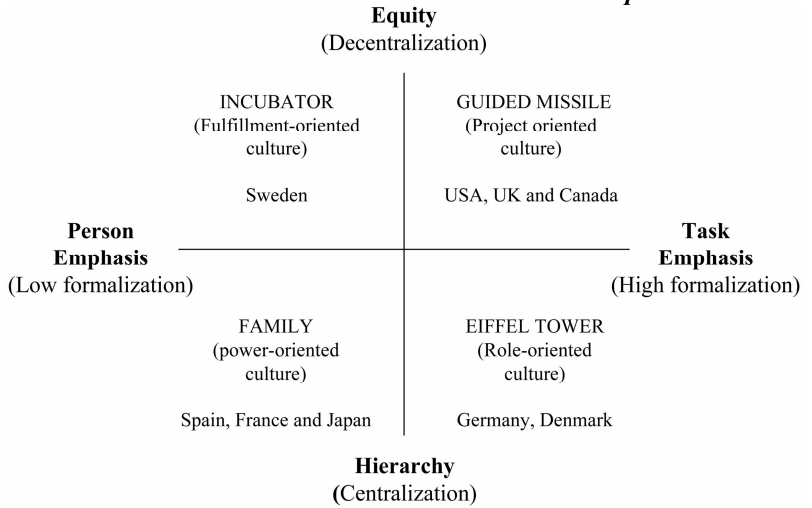 Equity
(Decentralization)
INCUBATOR
(Fulfillment-oriented
culture)
Sweden
GUIDED MISSILE
(Project oriented
culture)
USA, UK and Canada
Person
Emphasis
(Low formalization)
Task
Emphasis
(High formalization)
FAMILY
(power-oriented
culture)
Spain, France and Japan
EIFFEL TOWER
(Role-oriented
culture)
Germany, Denmark
Hierarchy
(Centralization)